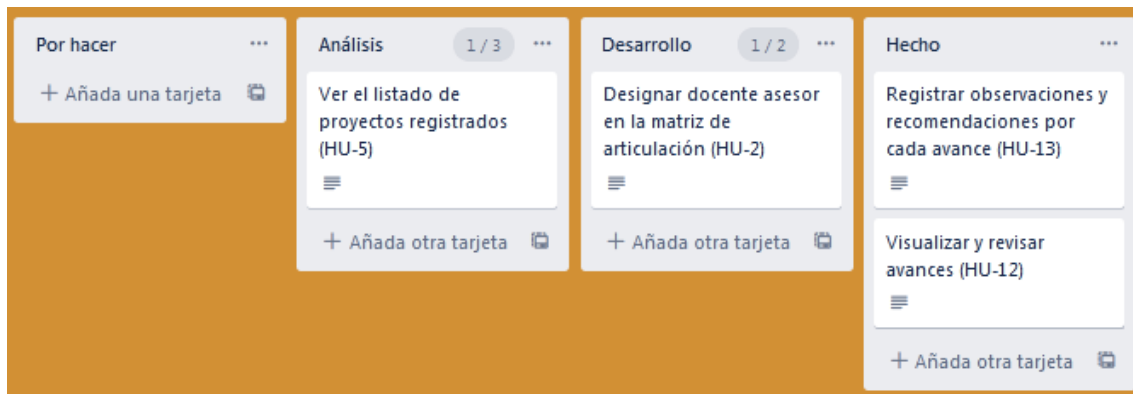 Por hacer
+ Añada una tarjeta
Análisis 1 / 3
Ver el listado de
proyectos registrados
(HU-5)
+ Añada otra tarjeta
Desarrollo 1 / 2
Designar docente asesor
en la matriz de
articulación (HU-2)
+ Añada otra tarjeta
Hecho
Registrar observaciones y
recomendaciones por
cada avance (HU-13)
Visualizar y revisar
avances (HU-12)
+ Añada otra tarjeta